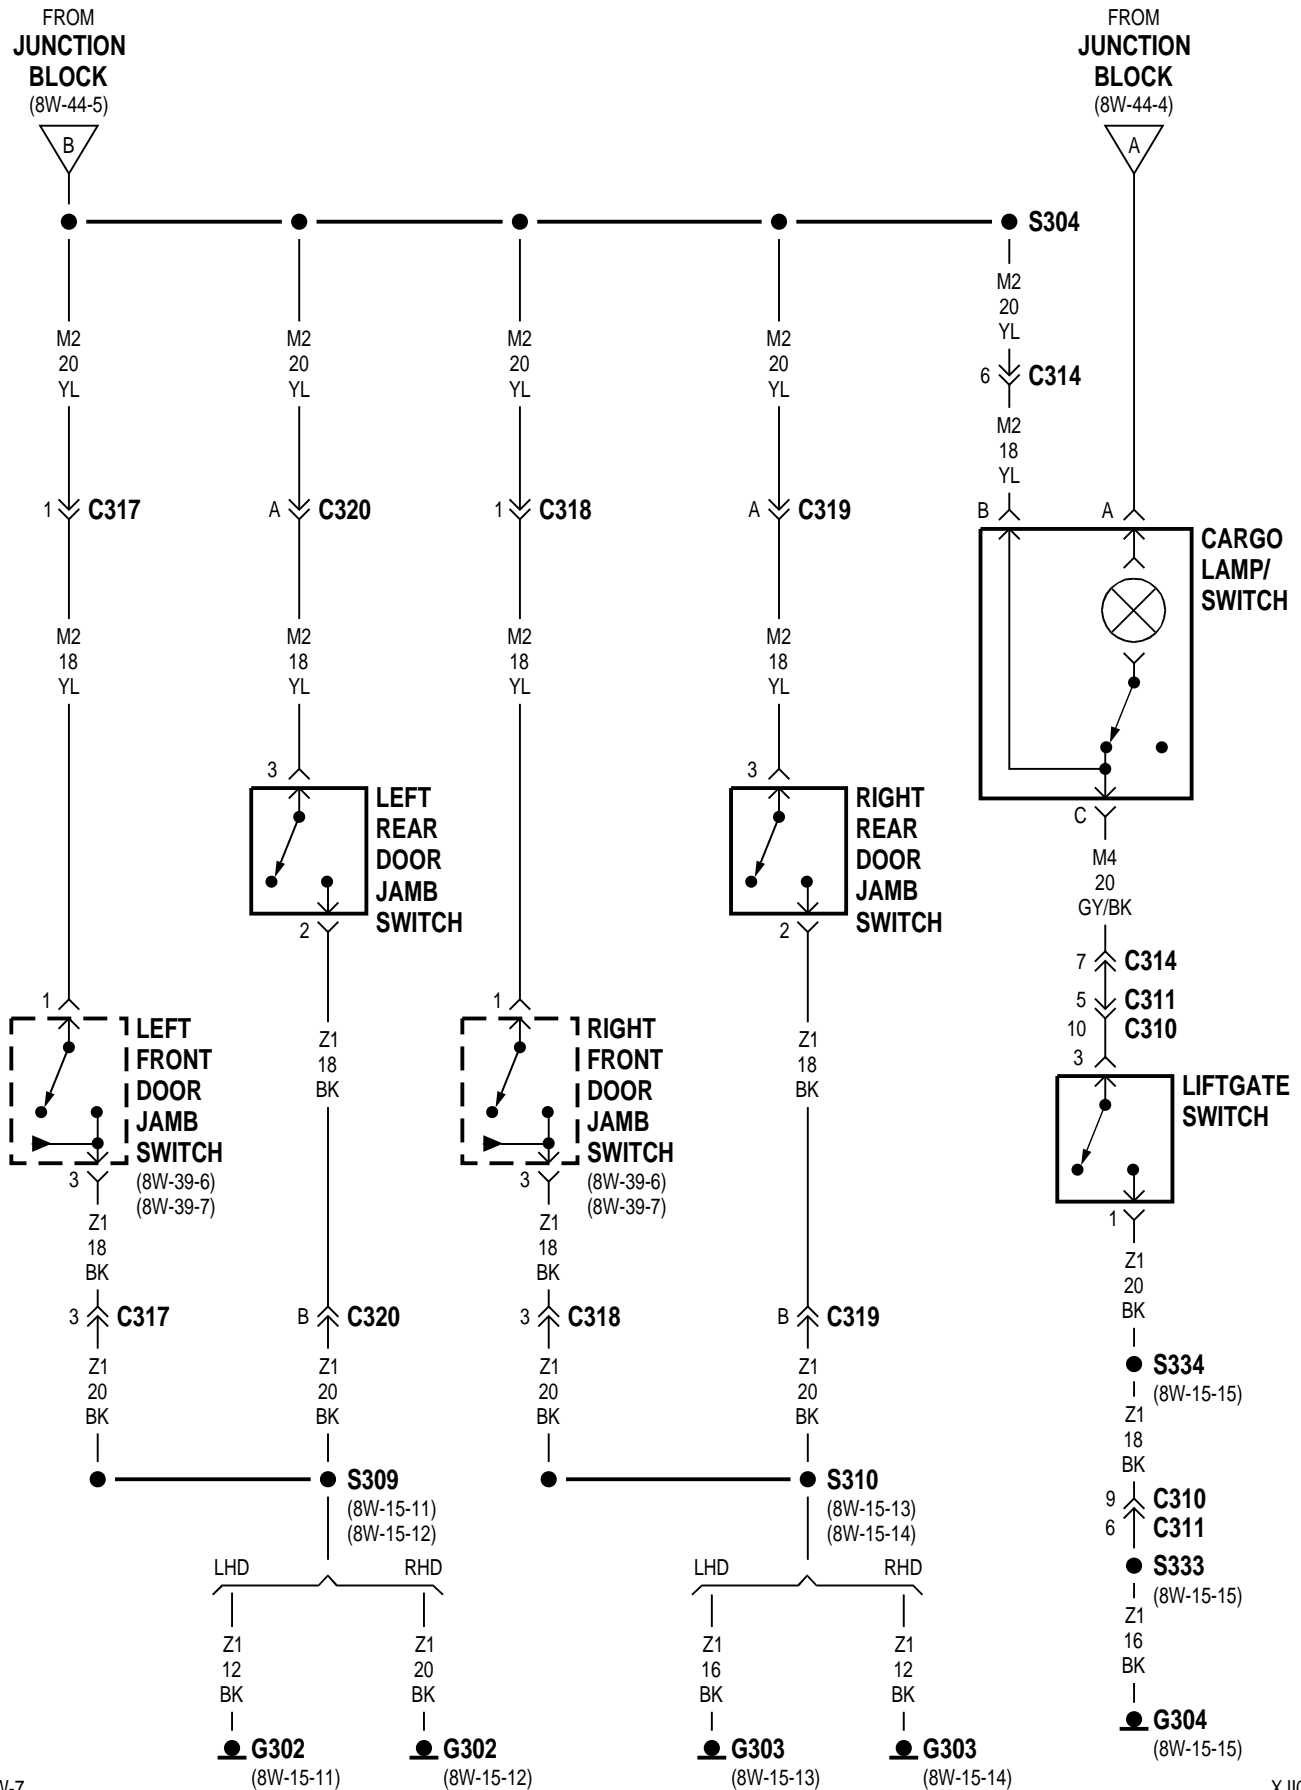 FROM
JUNCTION
BLOCK
(8W-44-5)
B
FROM
JUNCTION
BLOCK
(8W-44-4)
A
S304
M2
20
YL
M2
20
YL
M2
20
YL
M2
20
YL
M2
20
YL
6 C314
M2
18
YL
1 C317
A C320
1 C318
A C319
B A
CARGO
LAMP/
SWITCH
M2
18
YL
M2
18
YL
M2
18
YL
M2
18
YL
3
LEFT
REAR
DOOR
JAMB
SWITCH
2
3
RIGHT
REAR
DOOR
JAMB
SWITCH
2
C
M4
20
GY/BK
7 C314
5 C311
10 C310
3
LIFTGATE
SWITCH
1
1
LEFT
FRONT
DOOR
JAMB
SWITCH
(8W-39-6)
(8W-39-7)
3
Z1
18
BK
Z1
18
BK
1
RIGHT
FRONT
DOOR
JAMB
SWITCH
(8W-39-6)
(8W-39-7)
3
Z1
18
BK
Z1
18
BK
3 C317
B C320
3 C318
B C319
Z1
20
BK
Z1
20
BK
Z1
20
BK
Z1
20
BK
Z1
20
BK
S334
(8W-15-15)
Z1
18
BK
9 C310
6 C311
S333
(8W-15-15)
Z1
16
BK
G304
(8W-15-15)
S309
(8W-15-11)
(8W-15-12)
S310
(8W-15-13)
(8W-15-14)
LHD RHD
LHD RHD
Z1
12
BK
Z1
20
BK
Z1
16
BK
Z1
12
BK
G302
(8W-15-11)
G302
(8W-15-12)
G303
(8W-15-13)
G303
(8W-15-14)